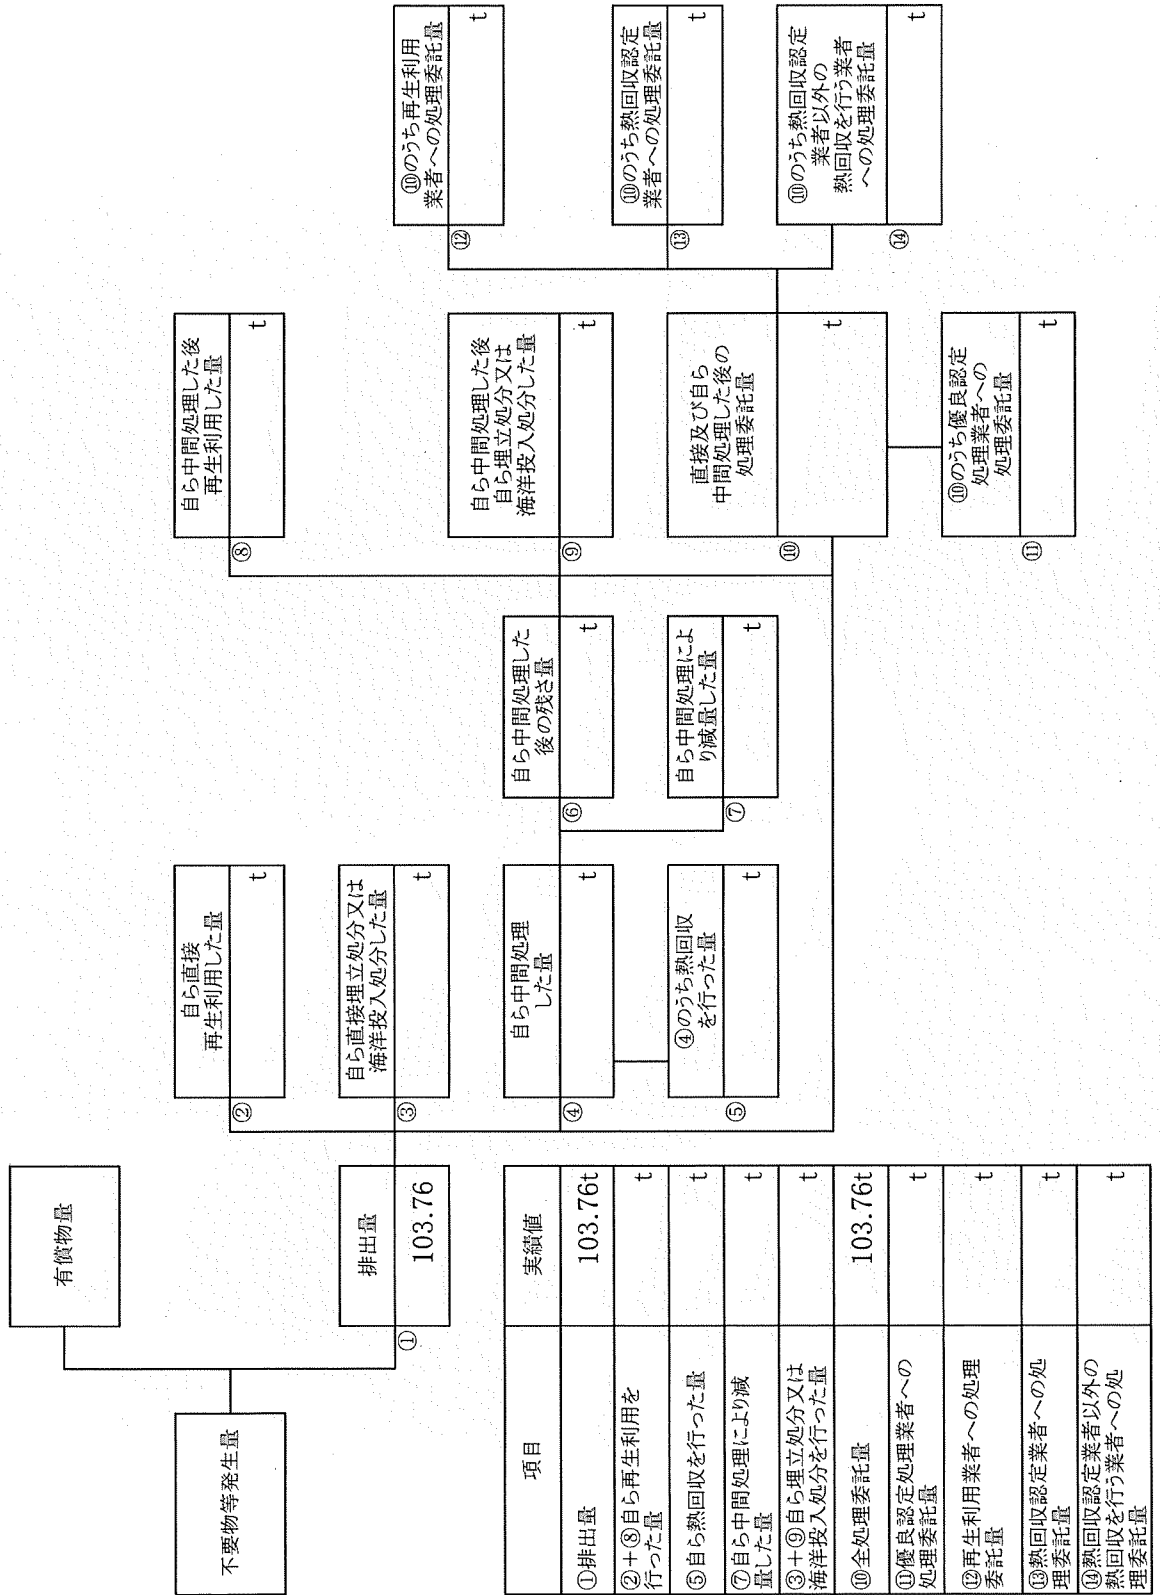 有償物量
不要物等発生量
排出量
①
103.76
自ら直接
再生利用した量
②
t
自ら直接埋立処分又は
海洋投入処分した量
③
t
自ら中間処理
した量
④
t
④のうち熱回収
を行った量
⑤
t
自ら中間処理した
後の残さ量
⑥
t
自ら中間処理によ
り減量した量
⑦
t
自ら中間処理した後
再生利用した量
⑧
t
自ら中間処理した後
自ら埋立処分又は
海洋投入処分した量
⑨
t
直接及び自ら
中間処理した後の
処理委託量
⑩
t
⑩のうち優良認定
処理業者への
処理委託量
⑪
t
⑩のうち再生利用
業者への処理委託量
⑫
t
⑩のうち熱回収認定
業者への処理委託量
⑬
t
⑩のうち熱回収認定
業者以外の
熱回収を行う業者
への処理委託量
⑭
t
項目 実績値
①排出量 103.76t
②+⑧自ら再生利用を
行った量 t
⑤自ら熱回収を行った量 t
⑦自ら中間処理により減
量した量 t
③+⑨自ら埋立処分又は
海洋投入処分を行った量 t
⑩全処理委託量 103.76t
⑪優良認定処理業者への
処理委託量 t
⑫再生利用業者への処理
委託量 t
⑬熱回収認定業者への処
理委託量 t
⑭熱回収認定業者以外の
熱回収を行う業者への処
理委託量 t